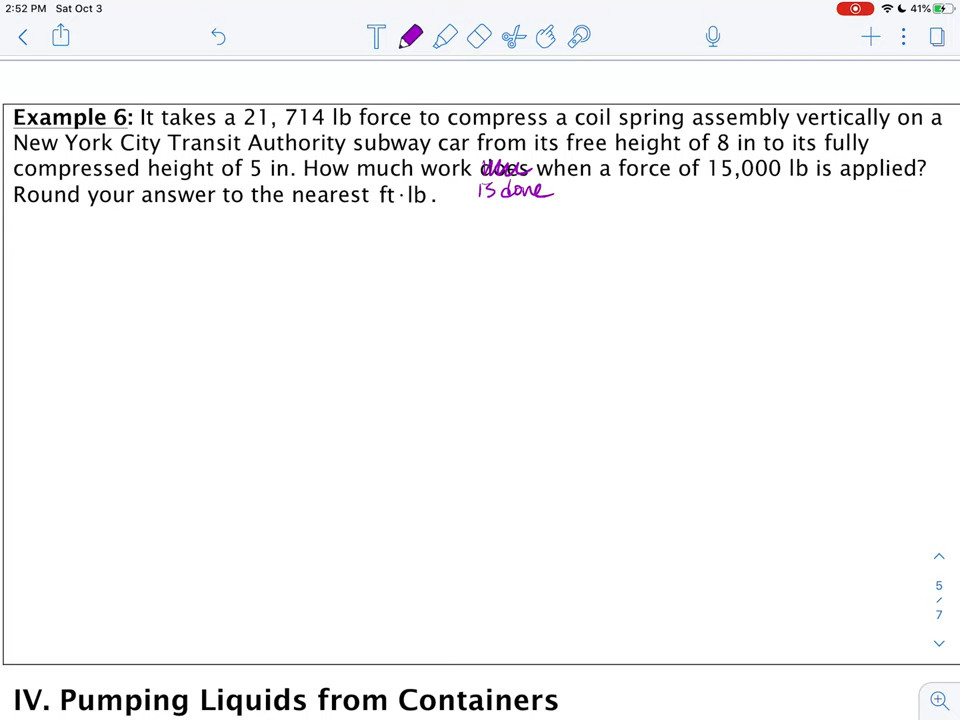 2:52 PM Sat Oct 3
41%
T
Example 6: It takes a 21, 714 lb force to compress a coil spring assembly vertically on a
New York City Transit Authority subway car from its free height of 8 in to its fully
compressed height of 5 in. How much work does when a force of 15,000 lb is applied?
is done
Round your answer to the nearest ft·lb.
5
/
7
IV. Pumping Liquids from Containers